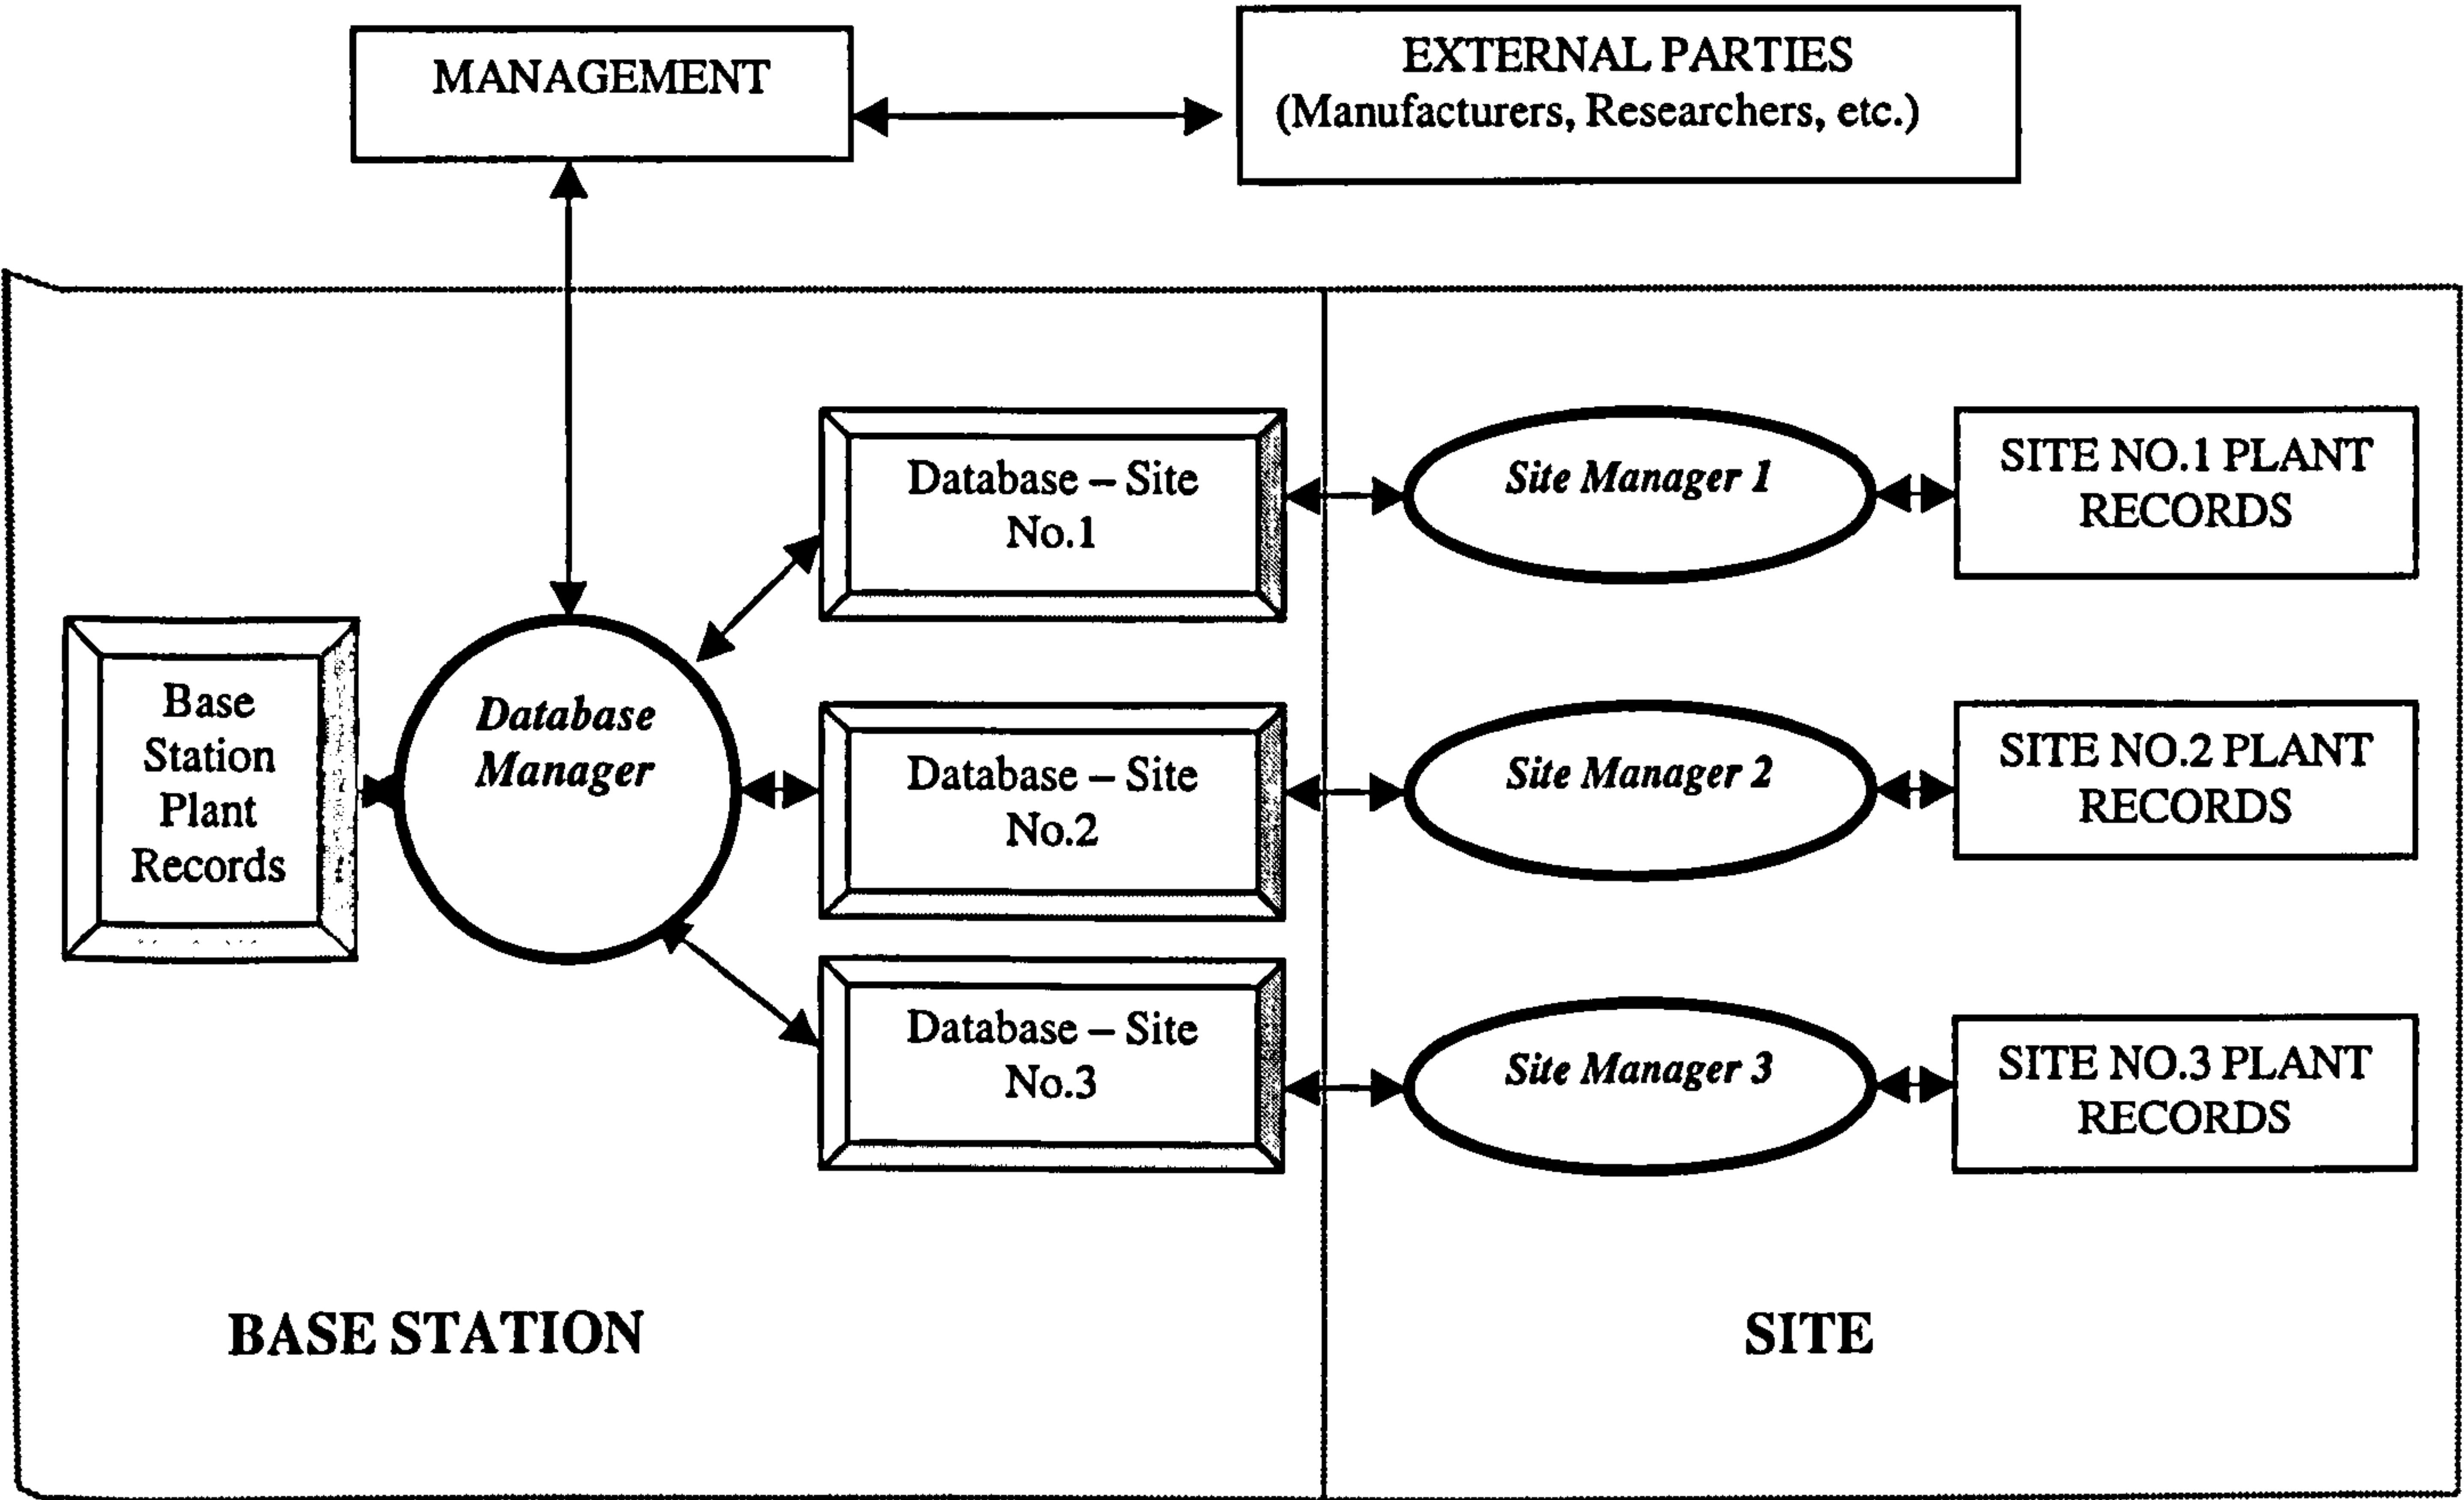 MANAGEMENT
EXTERNAL PARTIES
(Manufacturers, Researchers, etc.)
Base
Station
Plant
Records
Database
Manager
Database – Site
No.1
Site Manager 1
SITE NO.1 PLANT
RECORDS
Database – Site
No.2
Site Manager 2
SITE NO.2 PLANT
RECORDS
Database – Site
No.3
Site Manager 3
SITE NO.3 PLANT
RECORDS
BASE STATION
SITE